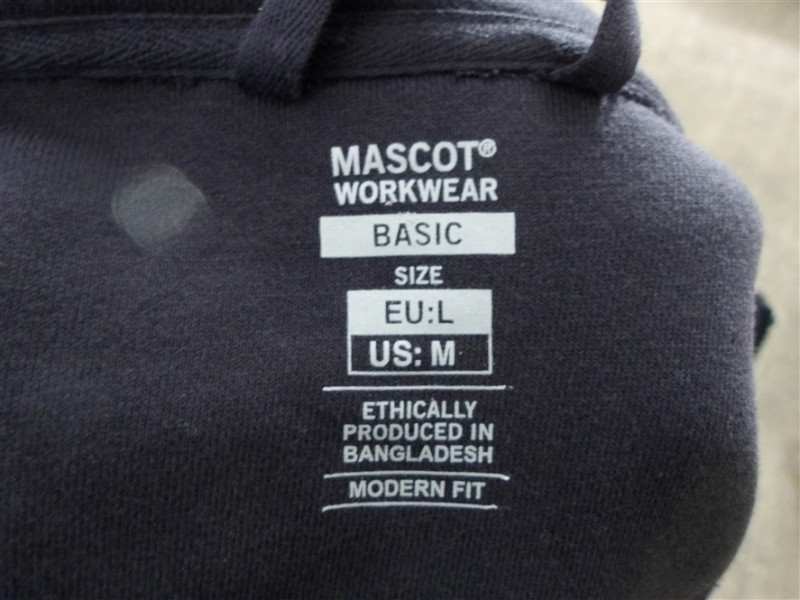 MASCOT®
WORKWEAR
BASIC
SIZE
EU:L
US: M
ETHICALLY
PRODUCED IN
BANGLADESH
MODERN FIT